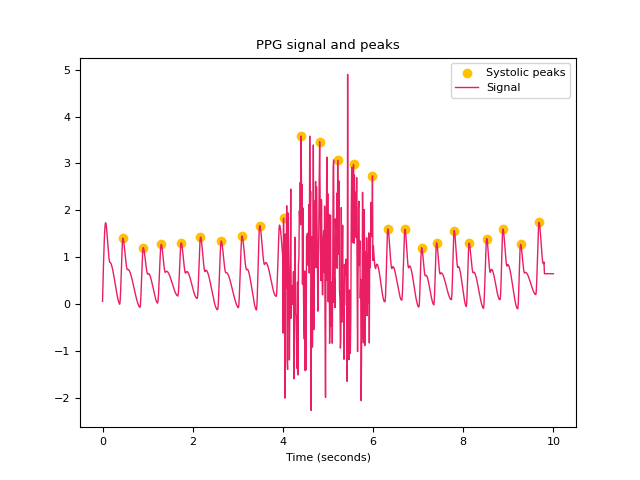 PPG signal and peaks
Systolic peaks
Signal
5
4
3
2
1
0
−1
−2
0 2 4 6 8 10
Time (seconds)